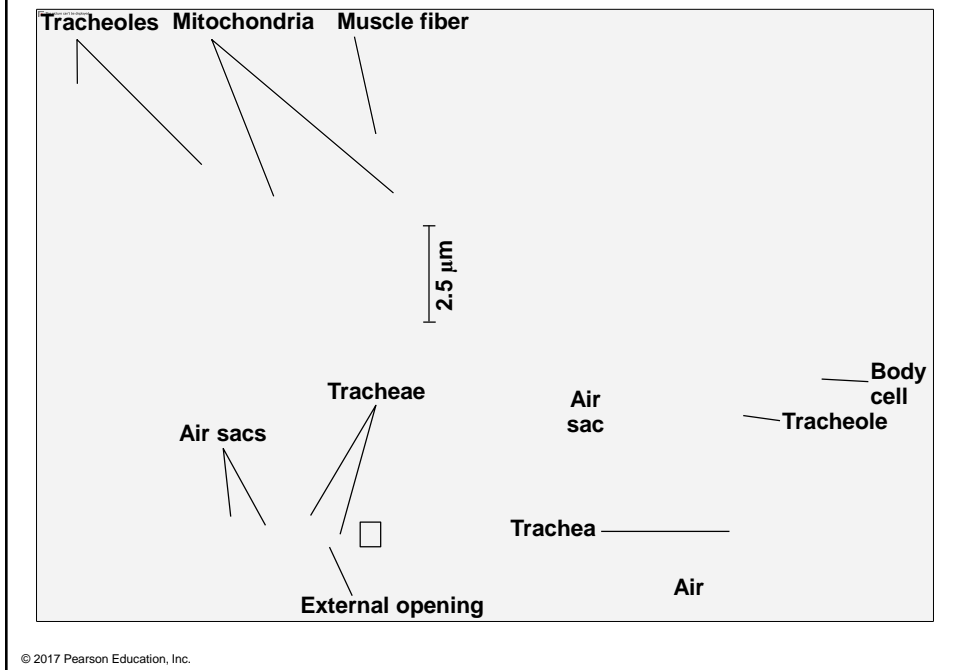 Tracheoles Mitochondria Muscle fiber
2.5 μm
Tracheae
Air sacs
Air
sac
Body
cell
Tracheole
Trachea
Air
External opening
© 2017 Pearson Education, Inc.